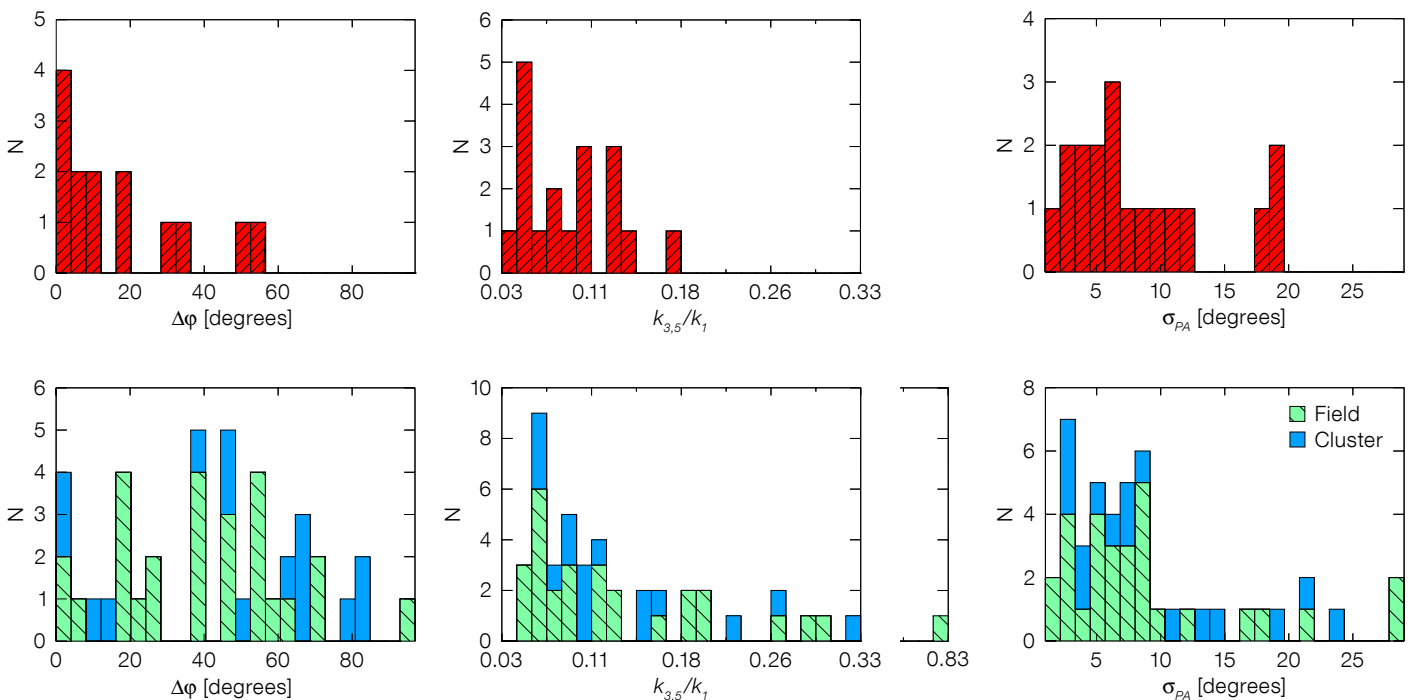 5
4
3
2
1
0
N
0 20 40 60 80
Δφ [degrees]
6
5
4
3
2
1
0
N
0.03 0.11 0.18 0.26 0.33
k3,5/k1
4
3
2
1
0
N
5 10 15 20 25
σPA [degrees]
6
5
4
3
2
1
0
N
0 20 40 60 80
Δφ [degrees]
10
8
6
4
2
0
N
0.03 0.11 0.18 0.26 0.33 0.83
k3,5/k1
8
6
4
2
0
N
Field
Cluster
5 10 15 20 25
σPA [degrees]